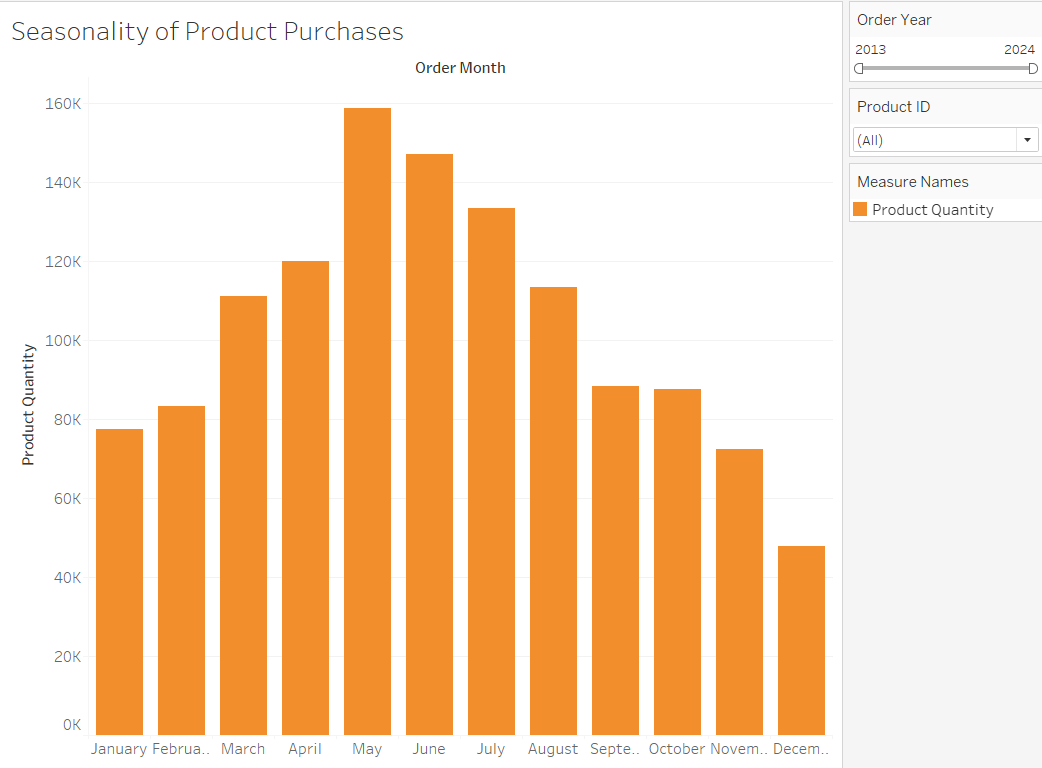 Seasonality of Product Purchases
Order Month
Product Quantity
160K
140K
120K
100K
80K
60K
40K
20K
0K
January Februa.. March April May June July August Septe.. October Novem.. Decem..
Order Year
2013 2024
Product ID
(All)
Measure Names
Product Quantity